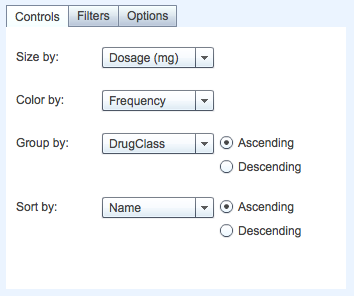 Controls Filters Options
Size by: Dosage (mg)
Color by: Frequency
Group by: DrugClass Ascending
Descending
Sort by: Name Ascending
Descending